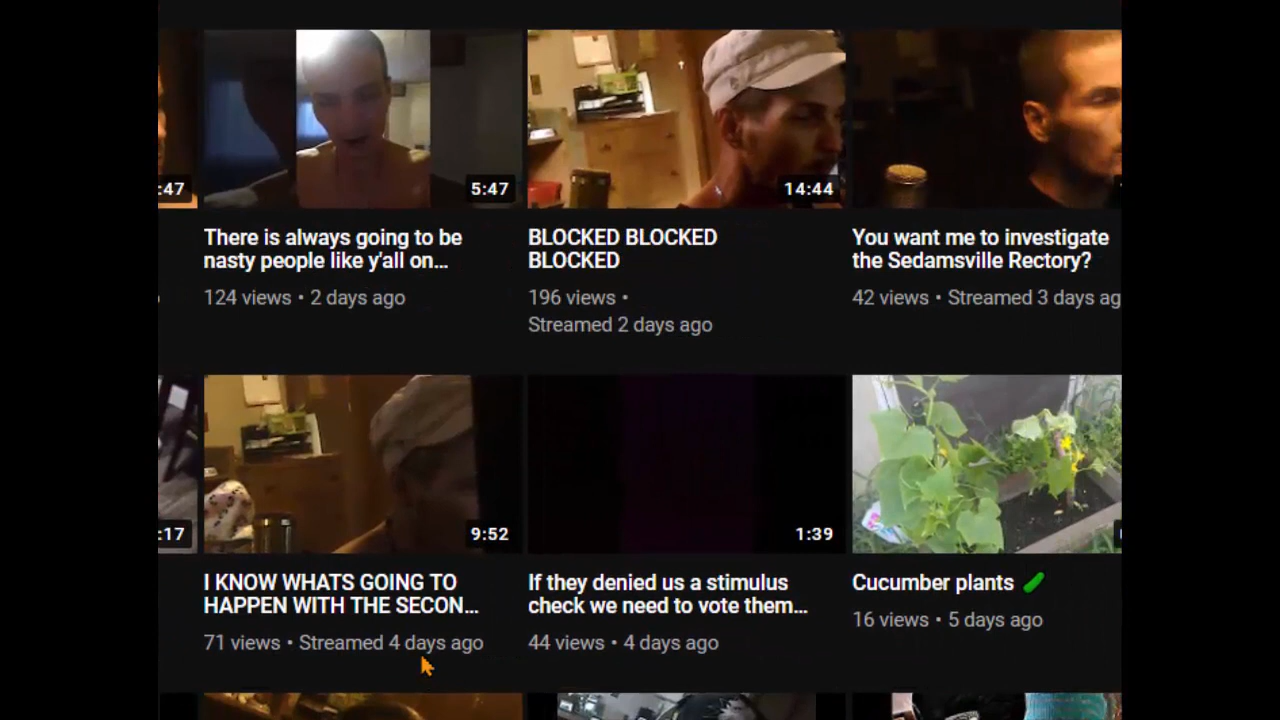 :47
5:47
14:44
There is always going to be
nasty people like y'all on...
124 views • 2 days ago
BLOCKED BLOCKED
BLOCKED
196 views •
Streamed 2 days ago
You want me to investigate
the Sedamsville Rectory?
42 views • Streamed 3 days ag
:17
9:52
1:39
I KNOW WHATS GOING TO
HAPPEN WITH THE SECON...
71 views • Streamed 4 days ago
If they denied us a stimulus
check we need to vote them...
44 views • 4 days ago
Cucumber plants 🥒
16 views • 5 days ago